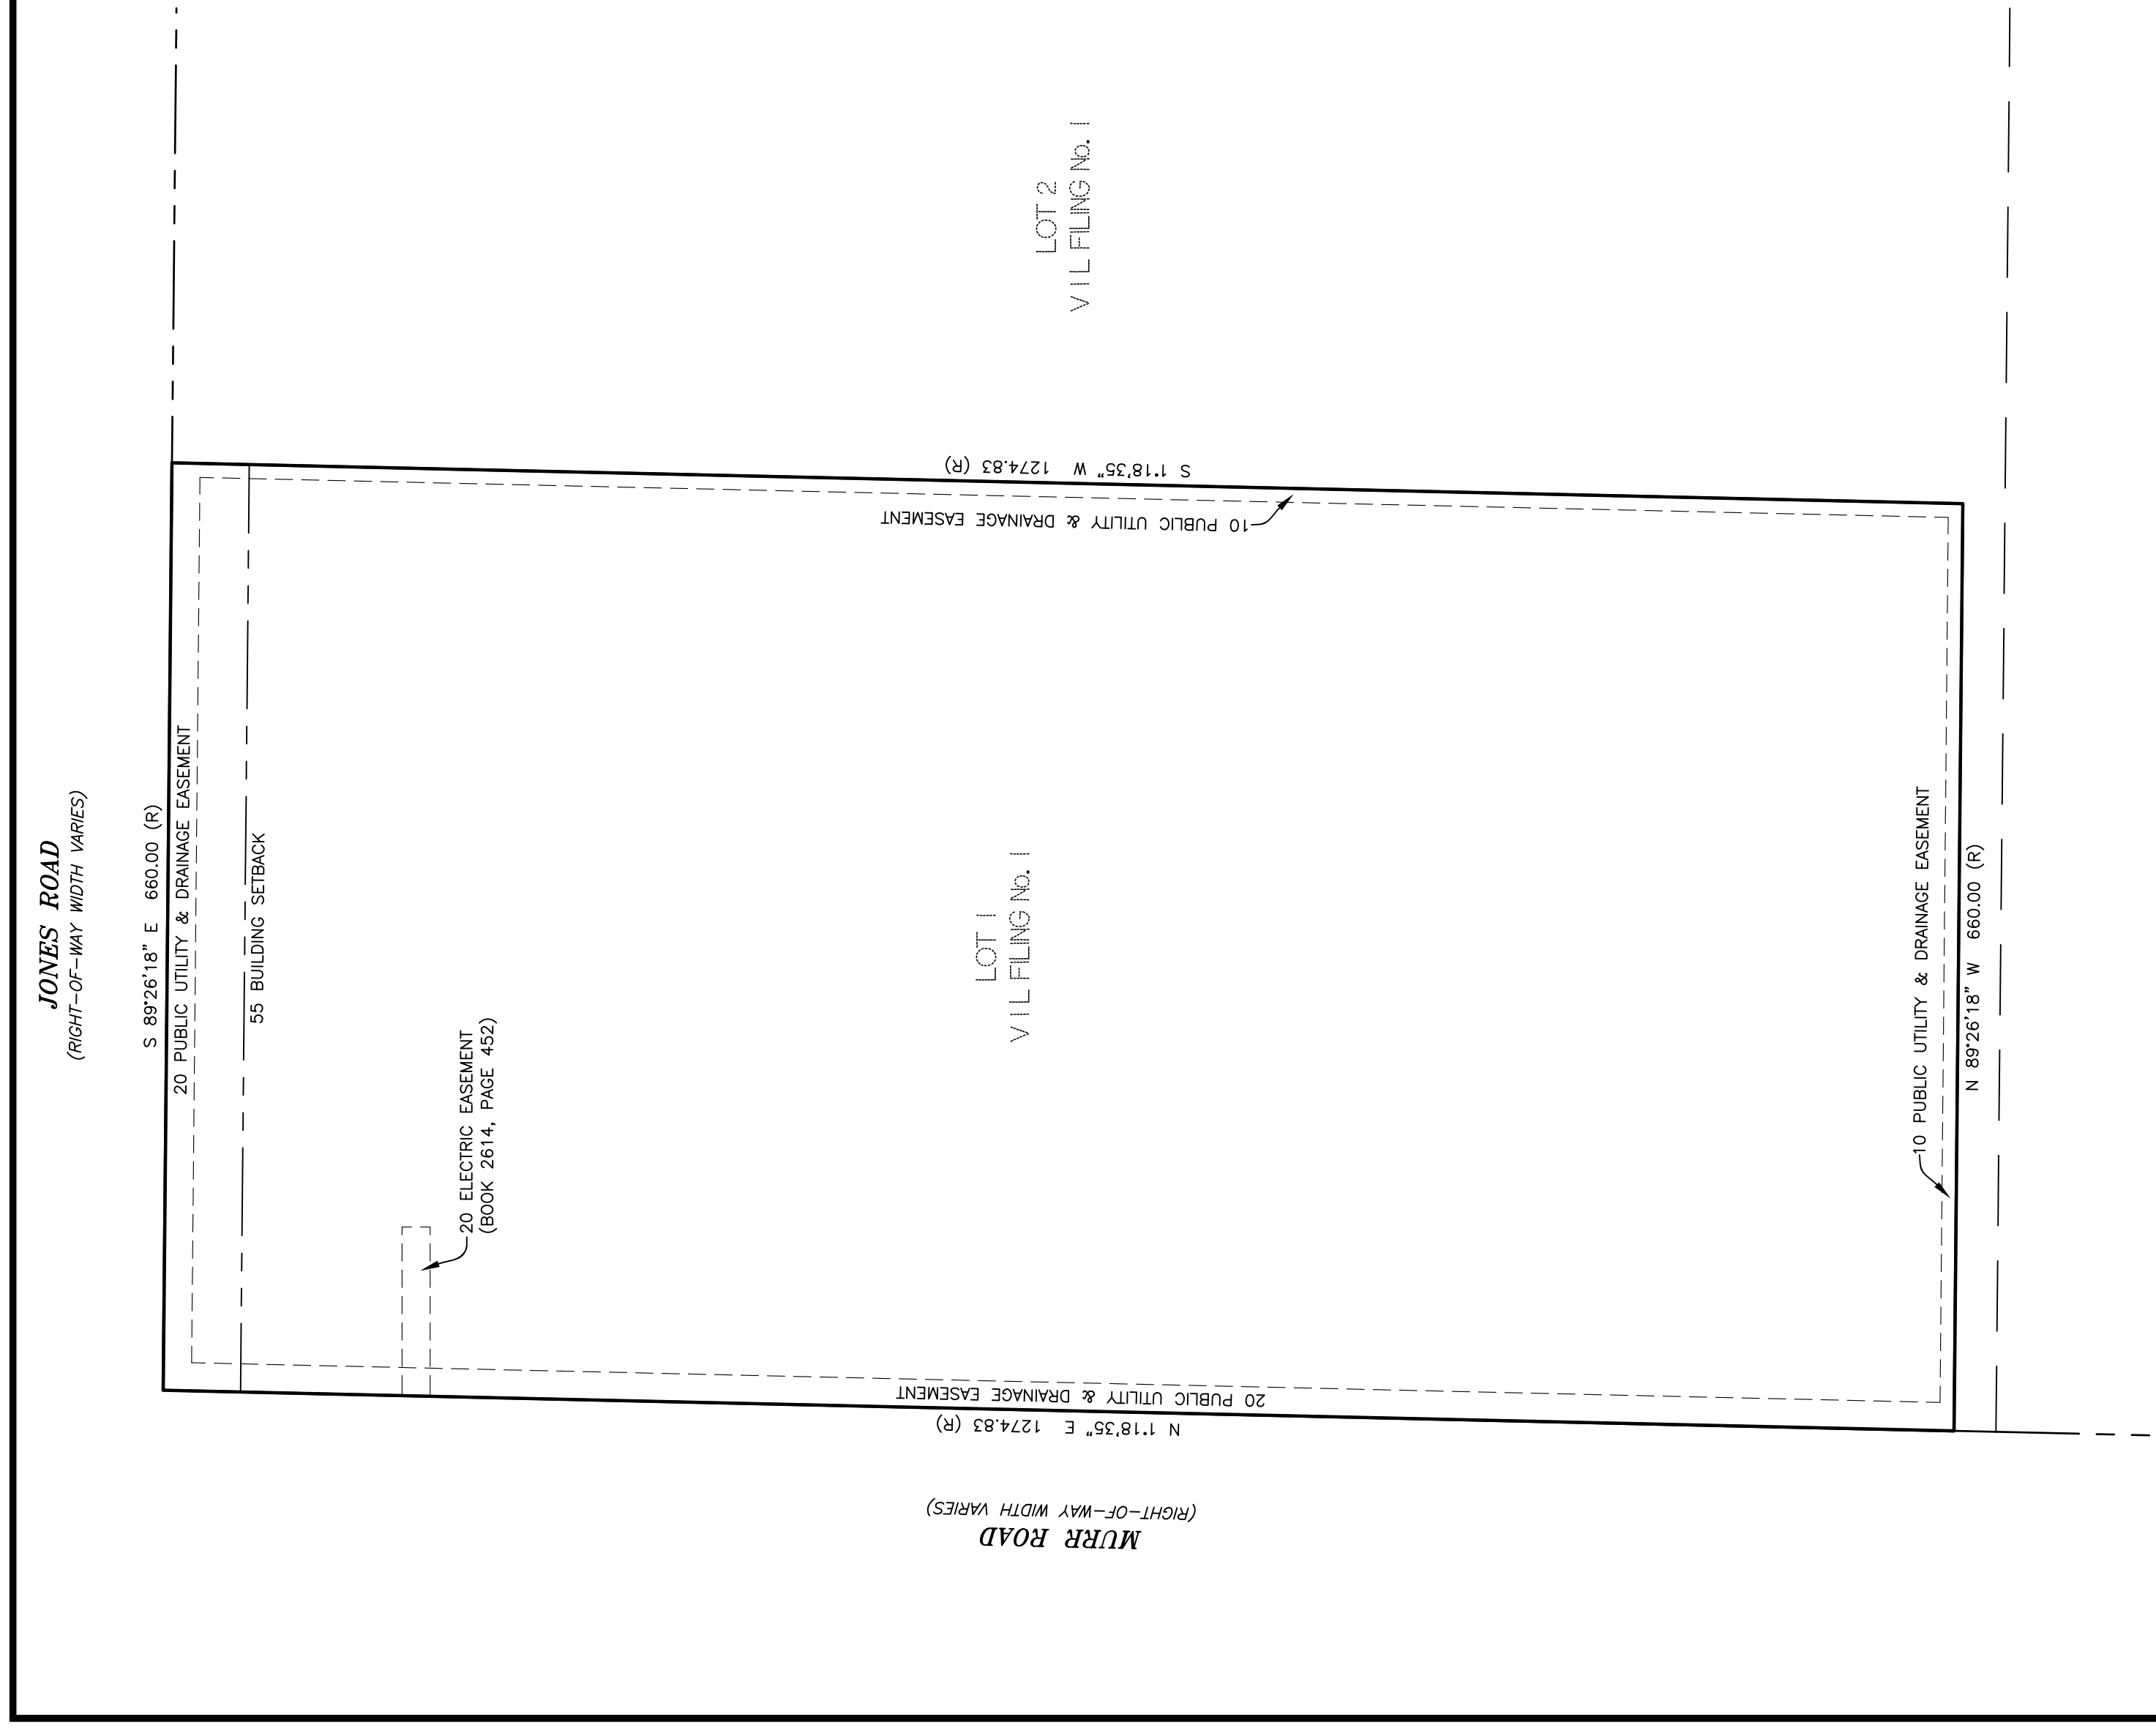 JONES ROAD
(RIGHT-OF-WAY WIDTH VARIES)
S 89°26'18" E 660.00 (R)
20 PUBLIC UTILITY & DRAINAGE EASEMENT
55 BUILDING SETBACK
20 ELECTRIC EASEMENT
(BOOK 2614, PAGE 452)
LOT 1
V I L FILING No. 1
LOT 2
V I L FILING No. 1
S 1°18'35" W 1274.83 (R)
10 PUBLIC UTILITY & DRAINAGE EASEMENT
10 PUBLIC UTILITY & DRAINAGE EASEMENT
N 89°26'18" W 660.00 (R)
20 PUBLIC UTILITY & DRAINAGE EASEMENT
N 1°18'35" E 1274.83 (R)
MURR ROAD
(RIGHT-OF-WAY WIDTH VARIES)